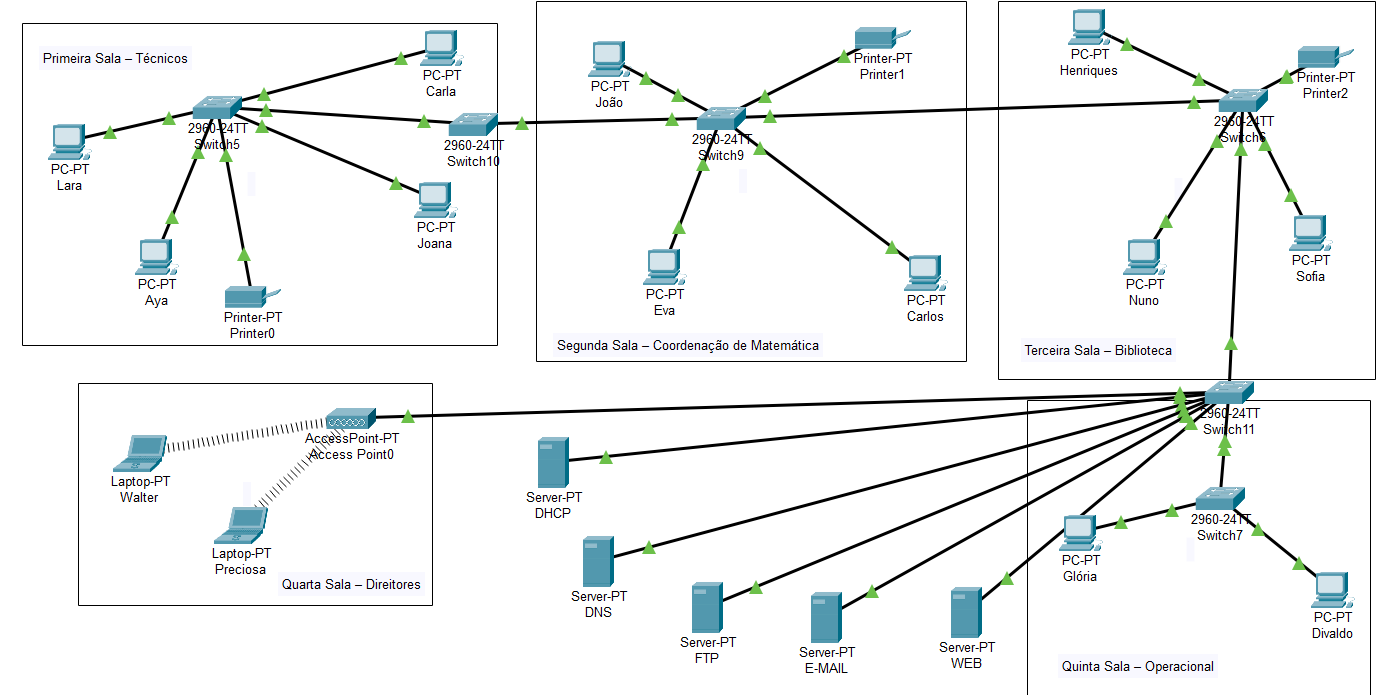 Primeira Sala – Técnicos
PC-PT
Carla
2960-24TT
Switch5
PC-PT
Lara
2960-24TT
Switch10
PC-PT
Joana
PC-PT
Aya
Printer-PT
Printer0
PC-PT
João
Printer-PT
Printer1
2960-24TT
Switch9
PC-PT
Eva
PC-PT
Carlos
Segunda Sala – Coordenação de Matemática
PC-PT
Henriques
Printer-PT
Printer2
2960-24TT
Switch6
PC-PT
Nuno
PC-PT
Sofia
Terceira Sala – Biblioteca
AccessPoint-PT
Access Point0
Laptop-PT
Walter
Laptop-PT
Preciosa
Quarta Sala – Direitores
Server-PT
DHCP
Server-PT
DNS
Server-PT
FTP
Server-PT
E-MAIL
Server-PT
WEB
2960-24TT
Switch11
2960-24TT
Switch7
PC-PT
Glória
PC-PT
Divaldo
Quinta Sala – Operacional